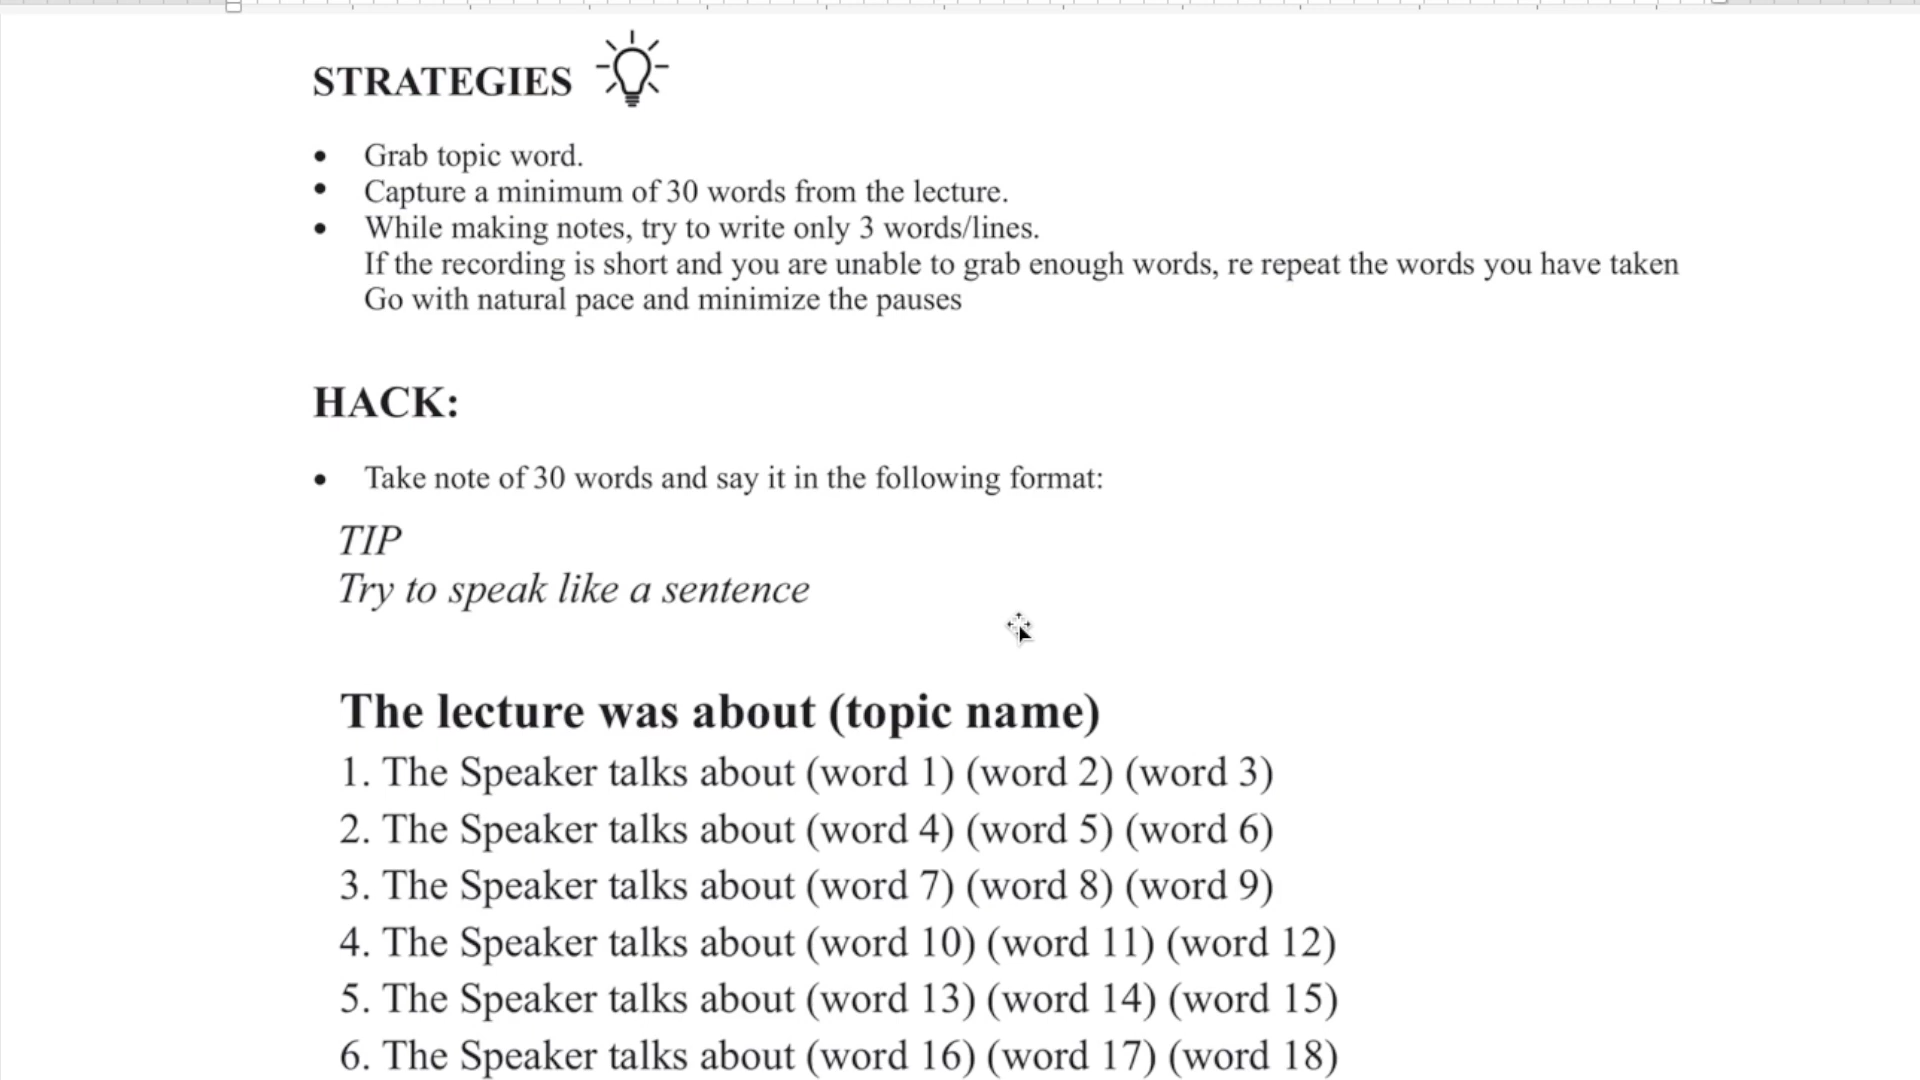 STRATEGIES
• Grab topic word.
• Capture a minimum of 30 words from the lecture.
• While making notes, try to write only 3 words/lines.
If the recording is short and you are unable to grab enough words, re repeat the words you have taken
Go with natural pace and minimize the pauses
HACK:
• Take note of 30 words and say it in the following format:
TIP
Try to speak like a sentence
The lecture was about (topic name)
1. The Speaker talks about (word 1) (word 2) (word 3)
2. The Speaker talks about (word 4) (word 5) (word 6)
3. The Speaker talks about (word 7) (word 8) (word 9)
4. The Speaker talks about (word 10) (word 11) (word 12)
5. The Speaker talks about (word 13) (word 14) (word 15)
6. The Speaker talks about (word 16) (word 17) (word 18)